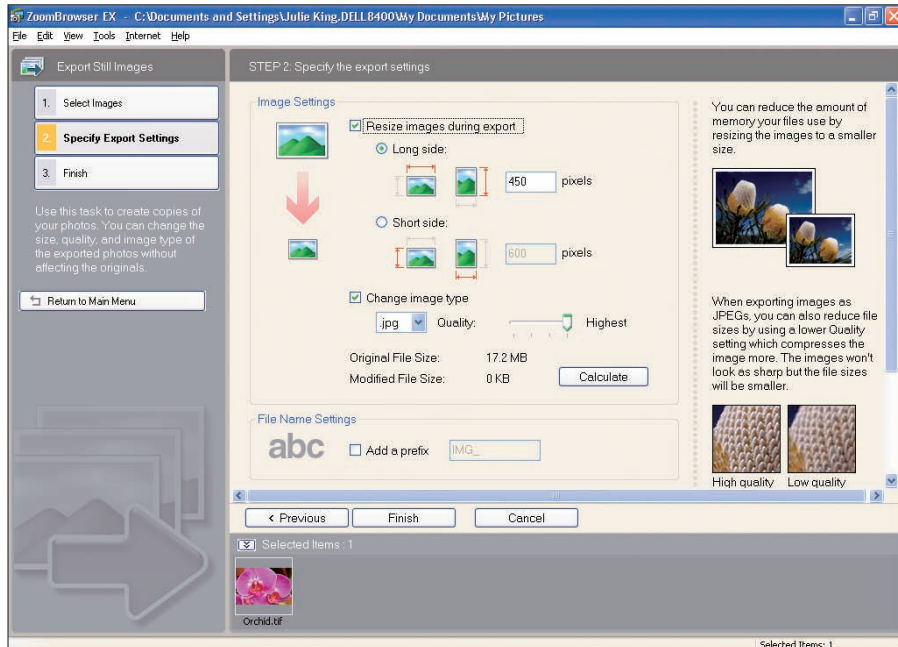 ZoomBrowser EX - C:\Documents and Settings\Julie King.DELL8400\My Documents\My Pictures
File Edit View Tools Internet Help
Export Still Images
1. Select Images
2. Specify Export Settings
3. Finish
Use this task to create copies of
your photos. You can change the
size, quality, and image type of
the exported photos without
affecting the originals.
Return to Main Menu
STEP 2: Specify the export settings
Image Settings
Resize images during export
Long side:
450 pixels
Short side:
600 pixels
Change image type
.jpg Quality: Highest
Original File Size: 17.2 MB
Modified File Size: 0 KB Calculate
File Name Settings
abc Add a prefix IMG_
You can reduce the amount of
memory your files use by
resizing the images to a smaller
size.
When exporting images as
JPEGs, you can also reduce file
sizes by using a lower Quality
setting which compresses the
image more. The images won't
look as sharp but the file sizes
will be smaller.
High quality Low quality
< Previous Finish Cancel
Selected Items : 1
Orchid.tif
Selected Items: 1